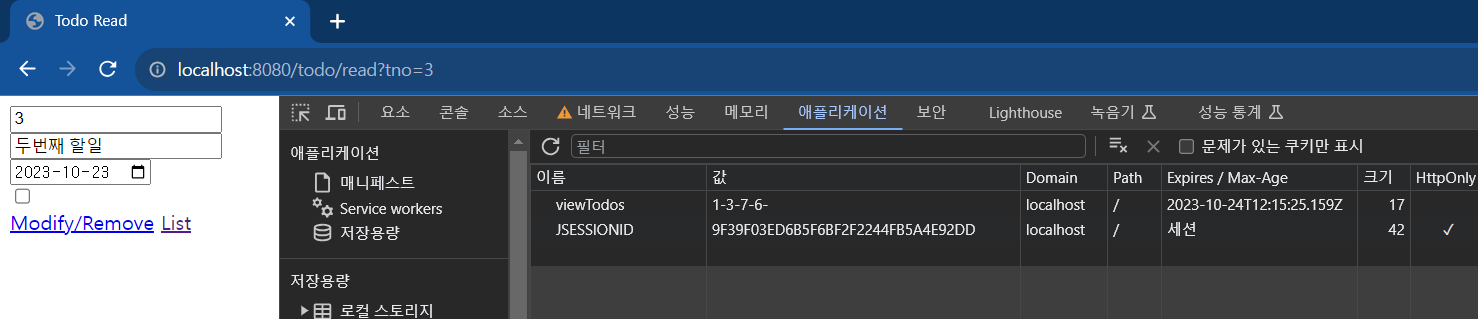 Todo Read
localhost:8080/todo/read?tno=3
3
두번째 할일
2023-10-23
Modify/Remove List
요소 콘솔 소스 네트워크 성능 메모리 애플리케이션 보안 Lighthouse 녹음기 성능 통계
애플리케이션
매니페스트
Service workers
저장용량
저장용량
로컬 스토리지
필터 문제가 있는 쿠키만 표시
이름 값 Domain Path Expires / Max-Age 크기 HttpOnly
viewTodos 1-3-7-6- localhost / 2023-10-24T12:15:25.159Z 17
JSESSIONID 9F39F03ED6B5F6BF2F2244FB5A4E92DD localhost / 세션 42 ✓